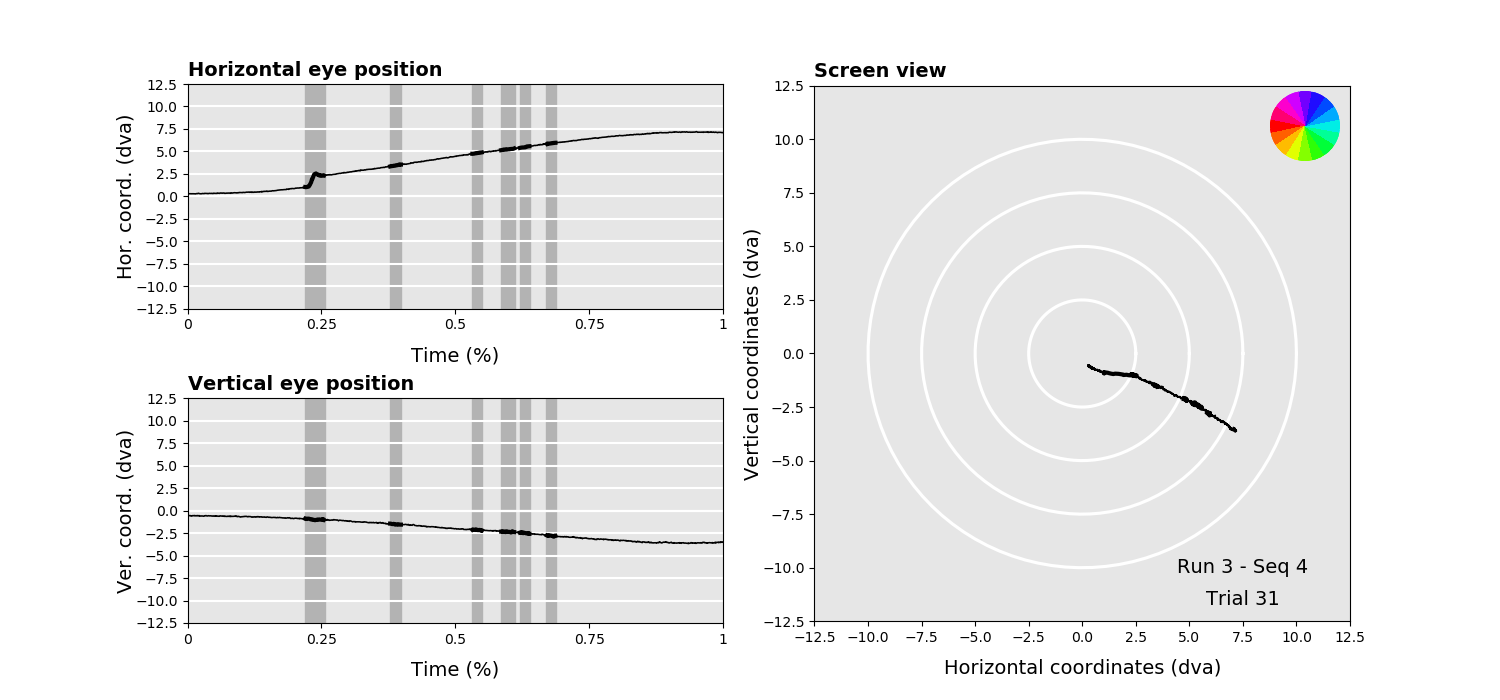 Horizontal eye position
Hor. coord. (dva)
12.5
10.0
7.5
5.0
2.5
0.0
−2.5
−5.0
−7.5
−10.0
−12.5
0 0.25 0.5 0.75 1
Time (%)
Vertical eye position
Ver. coord. (dva)
12.5
10.0
7.5
5.0
2.5
0.0
−2.5
−5.0
−7.5
−10.0
−12.5
0 0.25 0.5 0.75 1
Time (%)
Screen view
Vertical coordinates (dva)
12.5
10.0
7.5
5.0
2.5
0.0
−2.5
−5.0
−7.5
−10.0
−12.5
Run 3 - Seq 4
Trial 31
−12.5 −10.0 −7.5 −5.0 −2.5 0.0 2.5 5.0 7.5 10.0 12.5
Horizontal coordinates (dva)